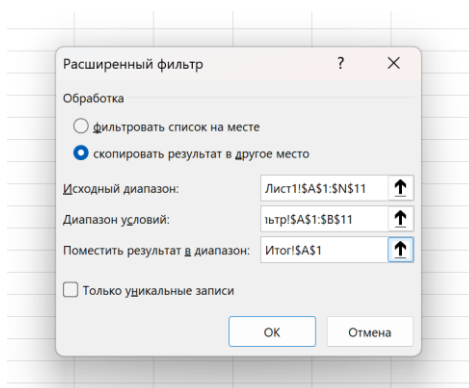 Расширенный фильтр ?
Обработка
фильтровать список на месте
скопировать результат в другое место
Исходный диапазон: Лист1!$A$1:$N$11
Диапазон условий: ьтр!$A$1:$B$11
Поместить результат в диапазон: Итог!$A$1
Только уникальные записи
ОК Отмена